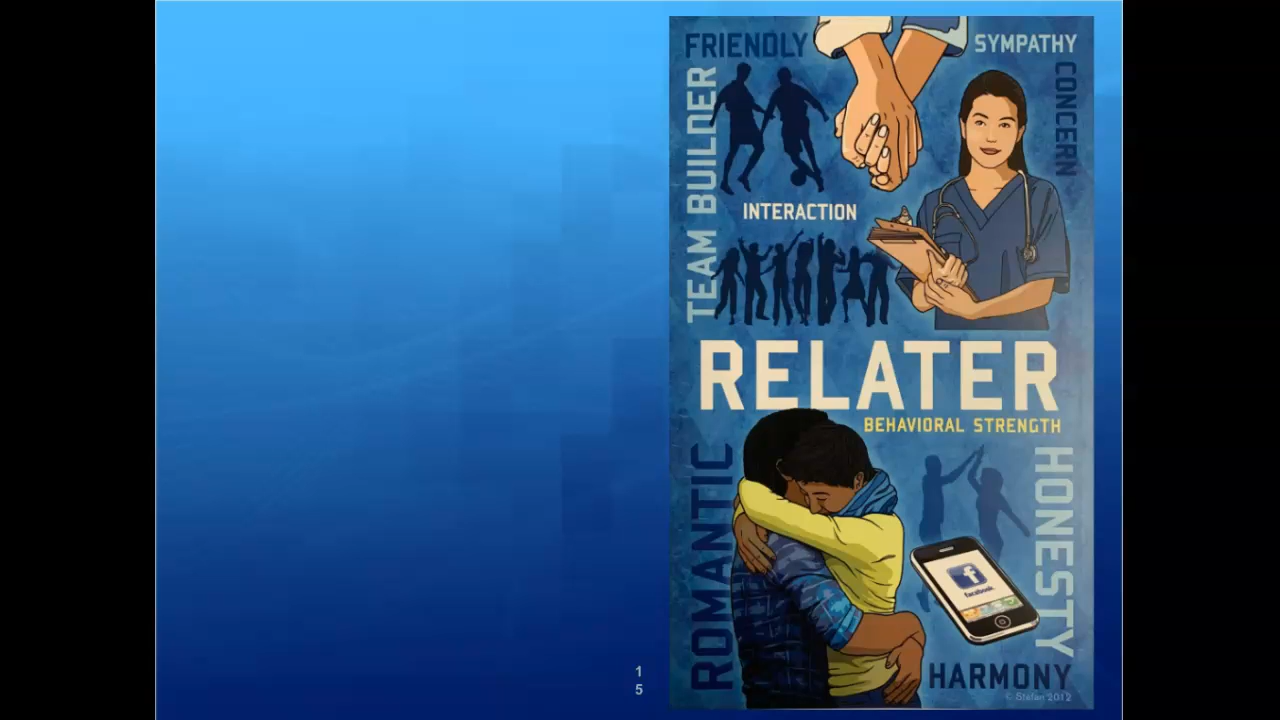 FRIENDLY
SYMPATHY
CONCERN
TEAM BUILDER
INTERACTION
RELATER
BEHAVIORAL STRENGTH
ROMANTIC
HONESTY
f
facebook
HARMONY
© Stefan 2012
1
5